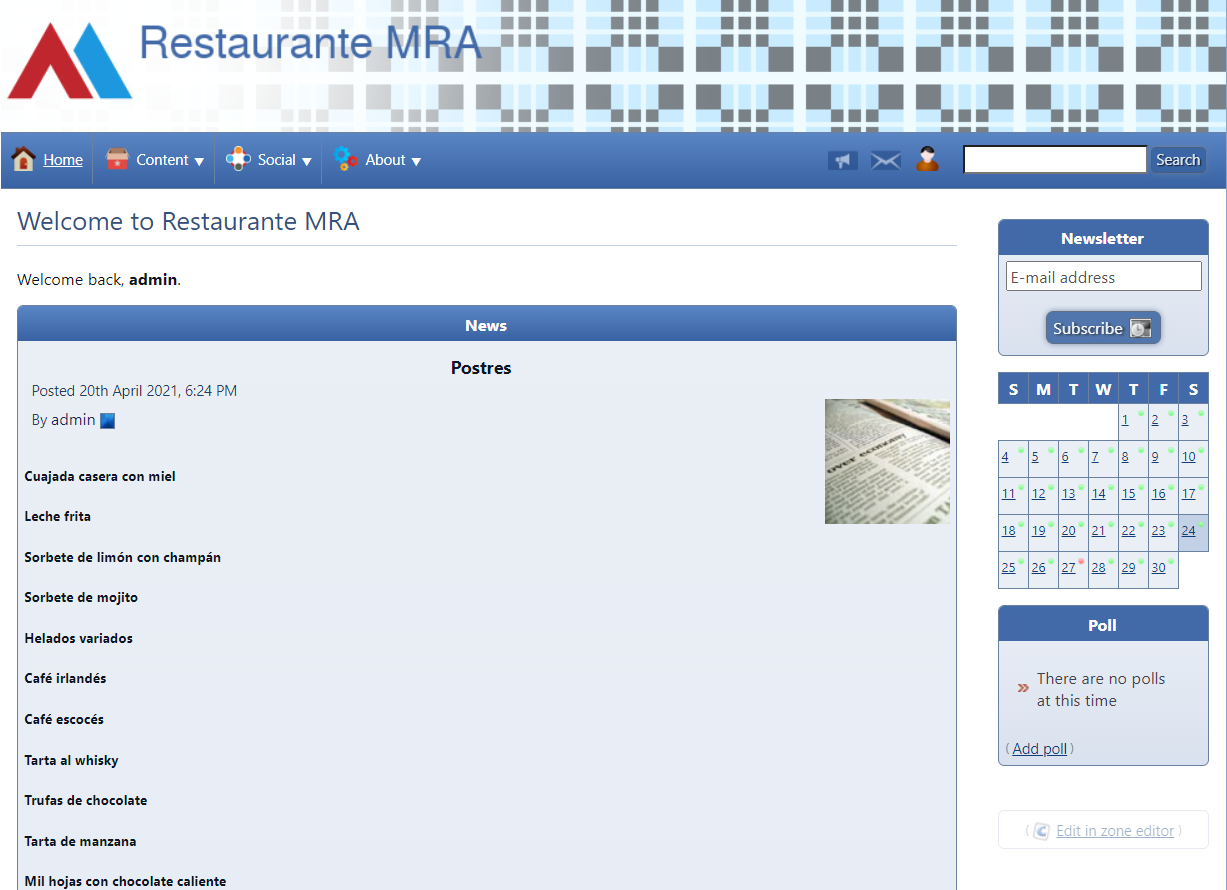 Restaurante MRA
Home
Content ▼
Social ▼
About ▼
Search
Welcome to Restaurante MRA
Welcome back, admin.
News
Postres
Posted 20th April 2021, 6:24 PM
By admin
over economy
Cuajada casera con miel
Leche frita
Sorbete de limón con champán
Sorbete de mojito
Helados variados
Café irlandés
Café escocés
Tarta al whisky
Trufas de chocolate
Tarta de manzana
Mil hojas con chocolate caliente
Newsletter
E-mail address
Subscribe
S M T W T F S
1 2 3
4 5 6 7 8 9 10
11 12 13 14 15 16 17
18 19 20 21 22 23 24
25 26 27 28 29 30
Poll
» There are no polls
at this time
( Add poll )
( Edit in zone editor )